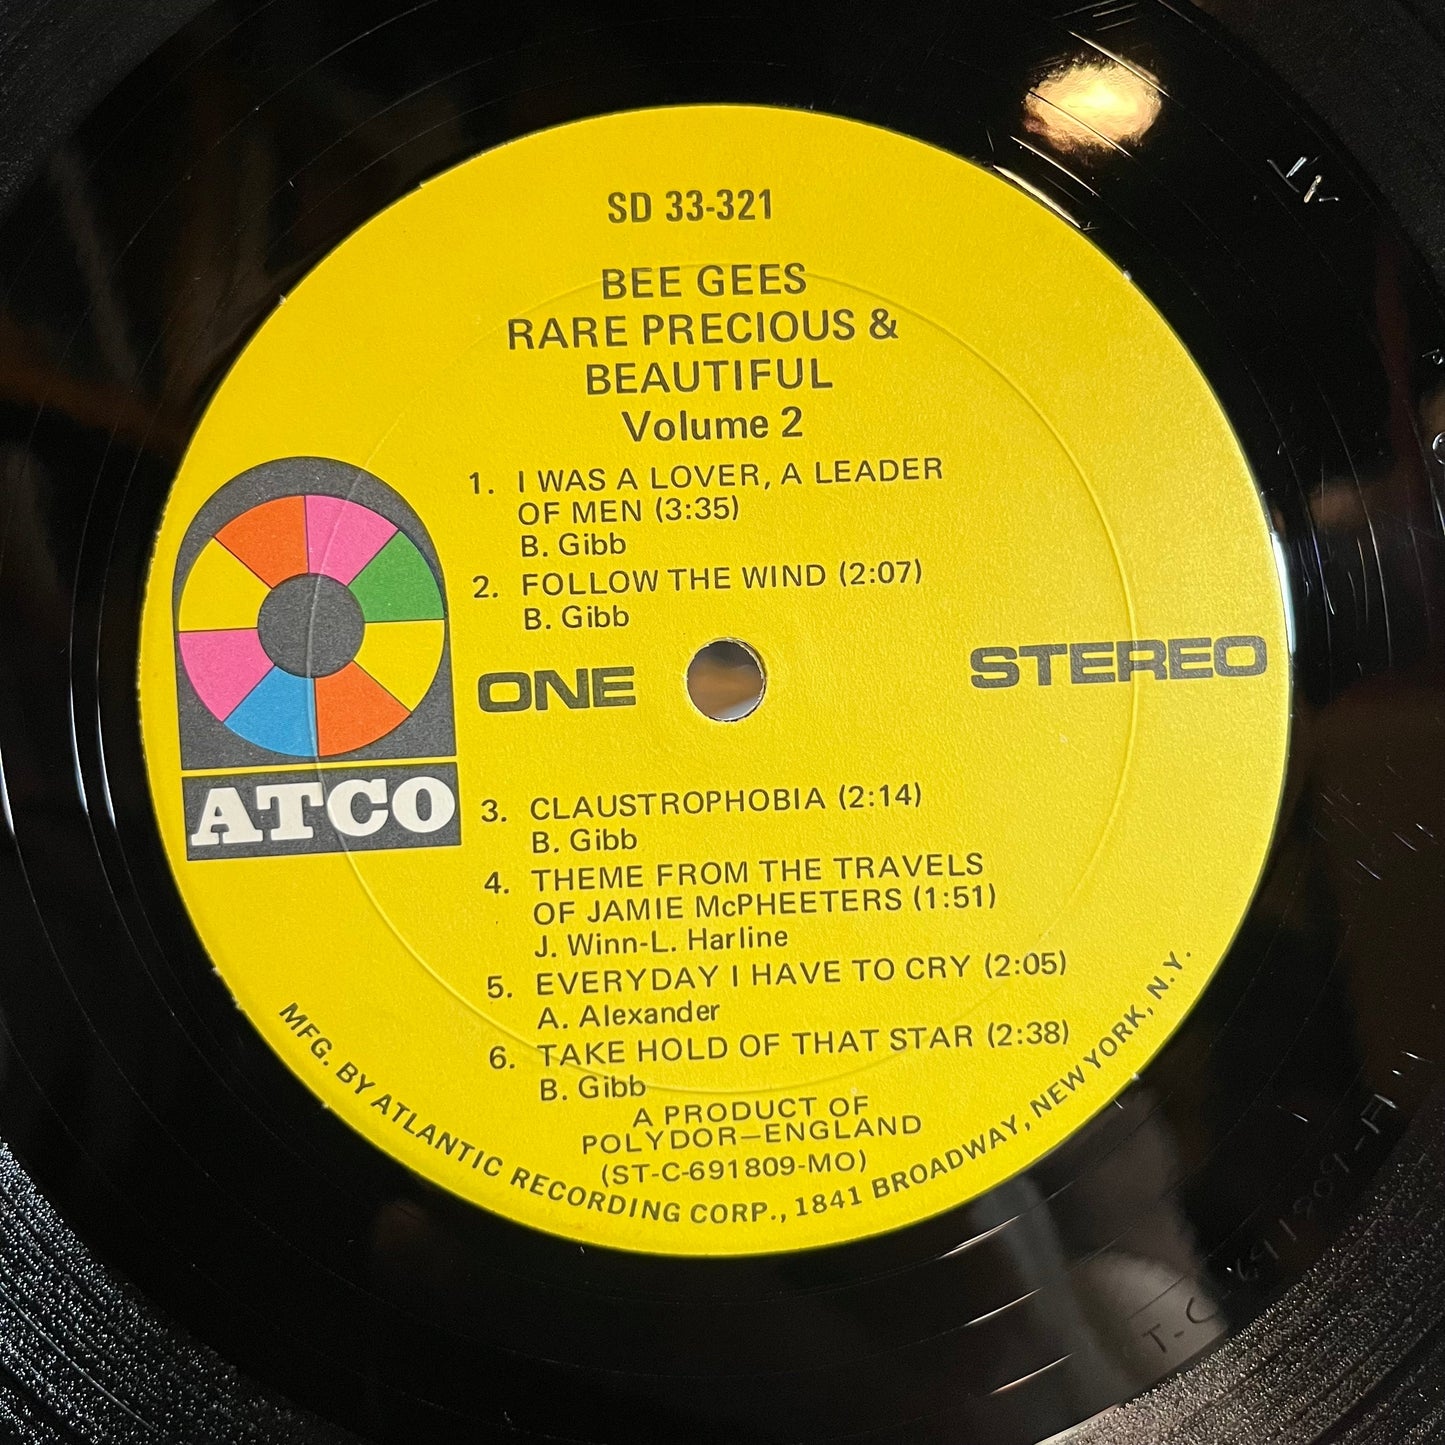 SD 33-321
BEE GEES
RARE PRECIOUS &
BEAUTIFUL
Volume 2
1. I WAS A LOVER, A LEADER
OF MEN (3:35)
B. Gibb
2. FOLLOW THE WIND (2:07)
B. Gibb
ONE
STEREO
ATCO
3. CLAUSTROPHOBIA (2:14)
B. Gibb
4. THEME FROM THE TRAVELS
OF JAMIE McPHEETERS (1:51)
J. Winn-L. Harline
5. EVERYDAY I HAVE TO CRY (2:05)
A. Alexander
6. TAKE HOLD OF THAT STAR (2:38)
B. Gibb
A PRODUCT OF
POLYDOR—ENGLAND
(ST-C-691809-MO)
MFG. BY ATLANTIC RECORDING CORP., 1841 BROADWAY, NEW YORK, N.Y.